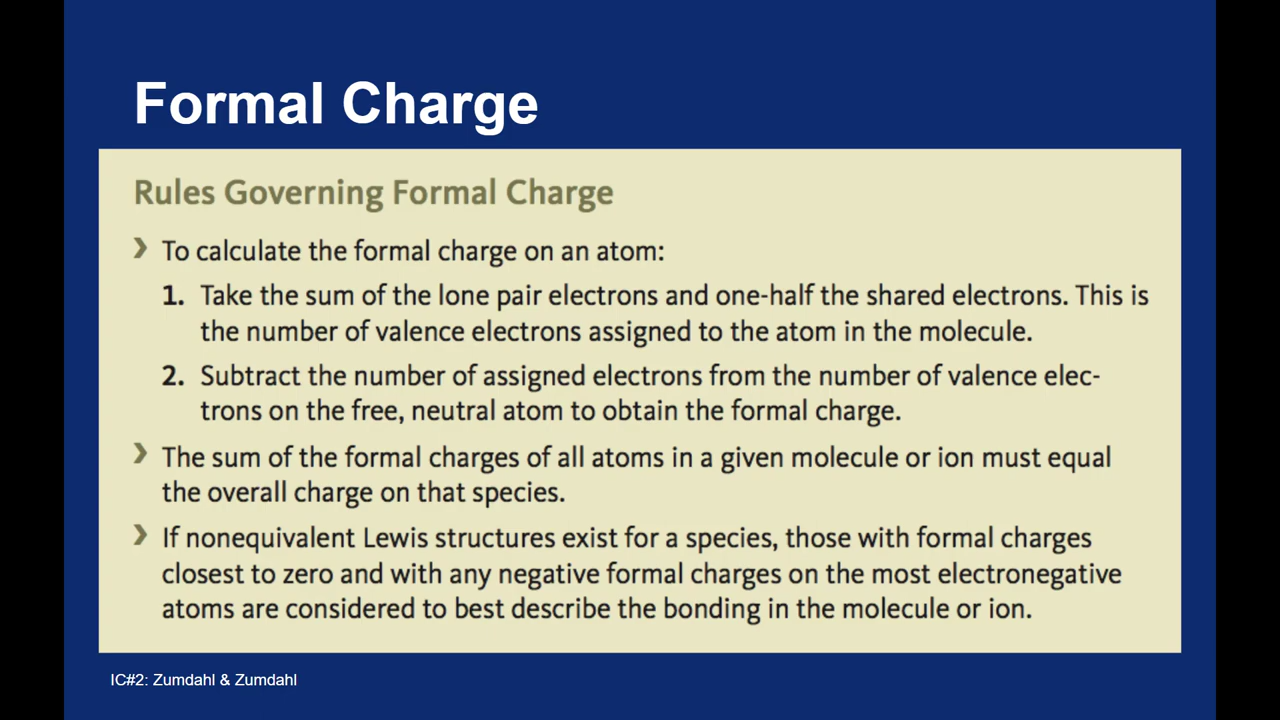 Formal Charge
Rules Governing Formal Charge
› To calculate the formal charge on an atom:
1. Take the sum of the lone pair electrons and one-half the shared electrons. This is
the number of valence electrons assigned to the atom in the molecule.
2. Subtract the number of assigned electrons from the number of valence elec-
trons on the free, neutral atom to obtain the formal charge.
› The sum of the formal charges of all atoms in a given molecule or ion must equal
the overall charge on that species.
› If nonequivalent Lewis structures exist for a species, those with formal charges
closest to zero and with any negative formal charges on the most electronegative
atoms are considered to best describe the bonding in the molecule or ion.
IC#2: Zumdahl & Zumdahl